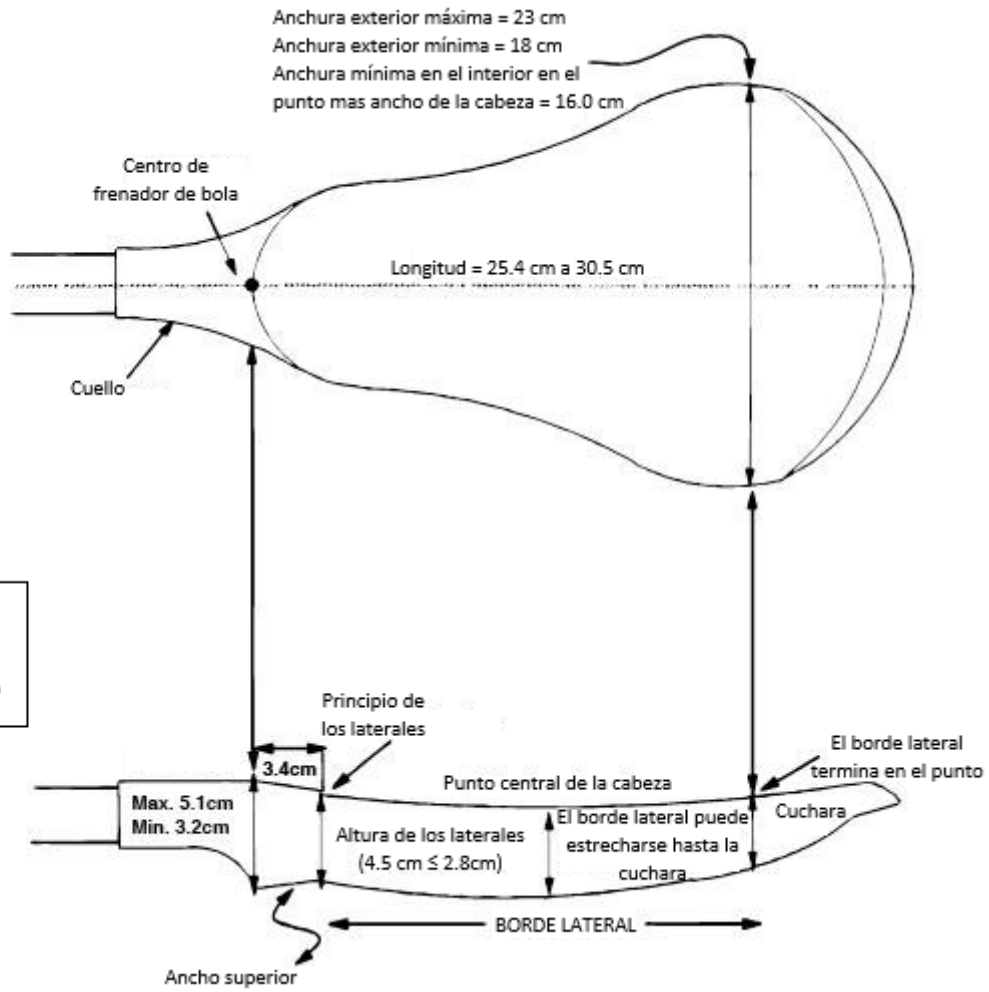 Anchura exterior máxima = 23 cm
Anchura exterior mínima = 18 cm
Anchura mínima en el interior en el
punto mas ancho de la cabeza = 16.0 cm
Centro de
frenador de bola
Longitud = 25.4 cm a 30.5 cm
Cuello
Principio de
los laterales
3.4cm
Punto central de la cabeza
El borde lateral
termina en el punto
Max. 5.1cm
Min. 3.2cm
Altura de los laterales
(4.5 cm ≤ 2.8cm)
El borde lateral puede
estrecharse hasta la
cuchara
Cuchara
BORDE LATERAL
Ancho superior